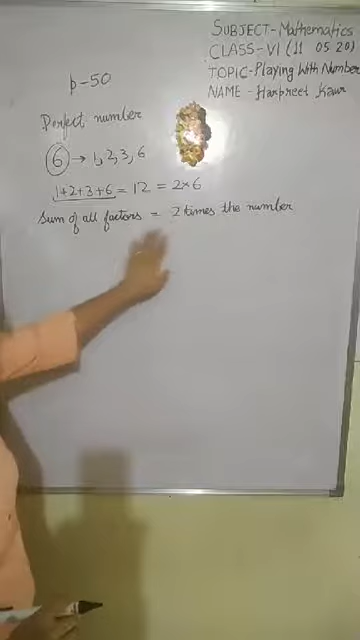 SUBJECT-Mathematics
CLASS-VI (11 05 20)
TOPIC-Playing With Number
NAME - Harpreet Kaur
p-50
Perfect number
6 → 1, 2, 3, 6
1+2+3+6 = 12 = 2×6
Sum of all factors = 2 times the number